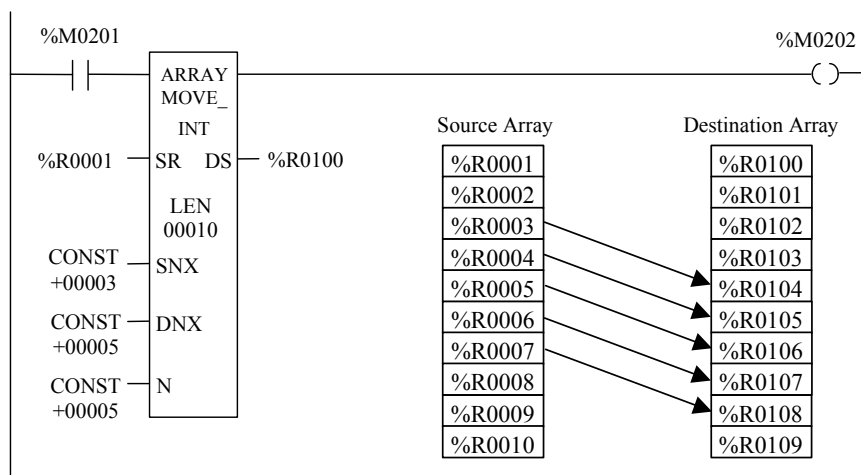 %M0201
%M0202
ARRAY
MOVE_
INT
%R0001 SR DS %R0100
LEN
00010
CONST
+00003 SNX
CONST
+00005 DNX
CONST
+00005 N
Source Array
%R0001
%R0002
%R0003
%R0004
%R0005
%R0006
%R0007
%R0008
%R0009
%R0010
Destination Array
%R0100
%R0101
%R0102
%R0103
%R0104
%R0105
%R0106
%R0107
%R0108
%R0109